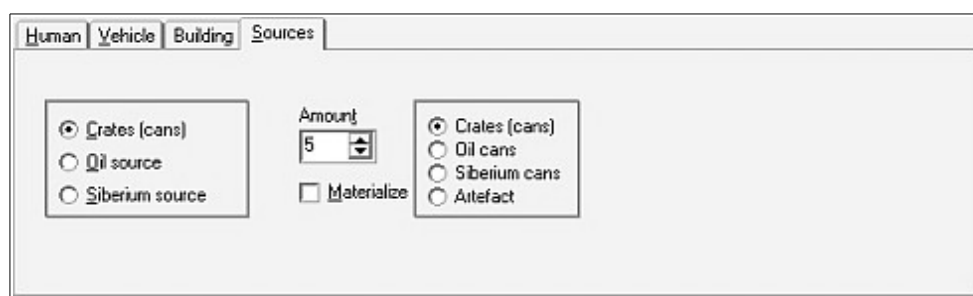 Human Vehicle Building Sources
Crates (cans)
Oil source
Siberium source
Amount
5
Materialize
Crates (cans)
Oil cans
Siberium cans
Artefact